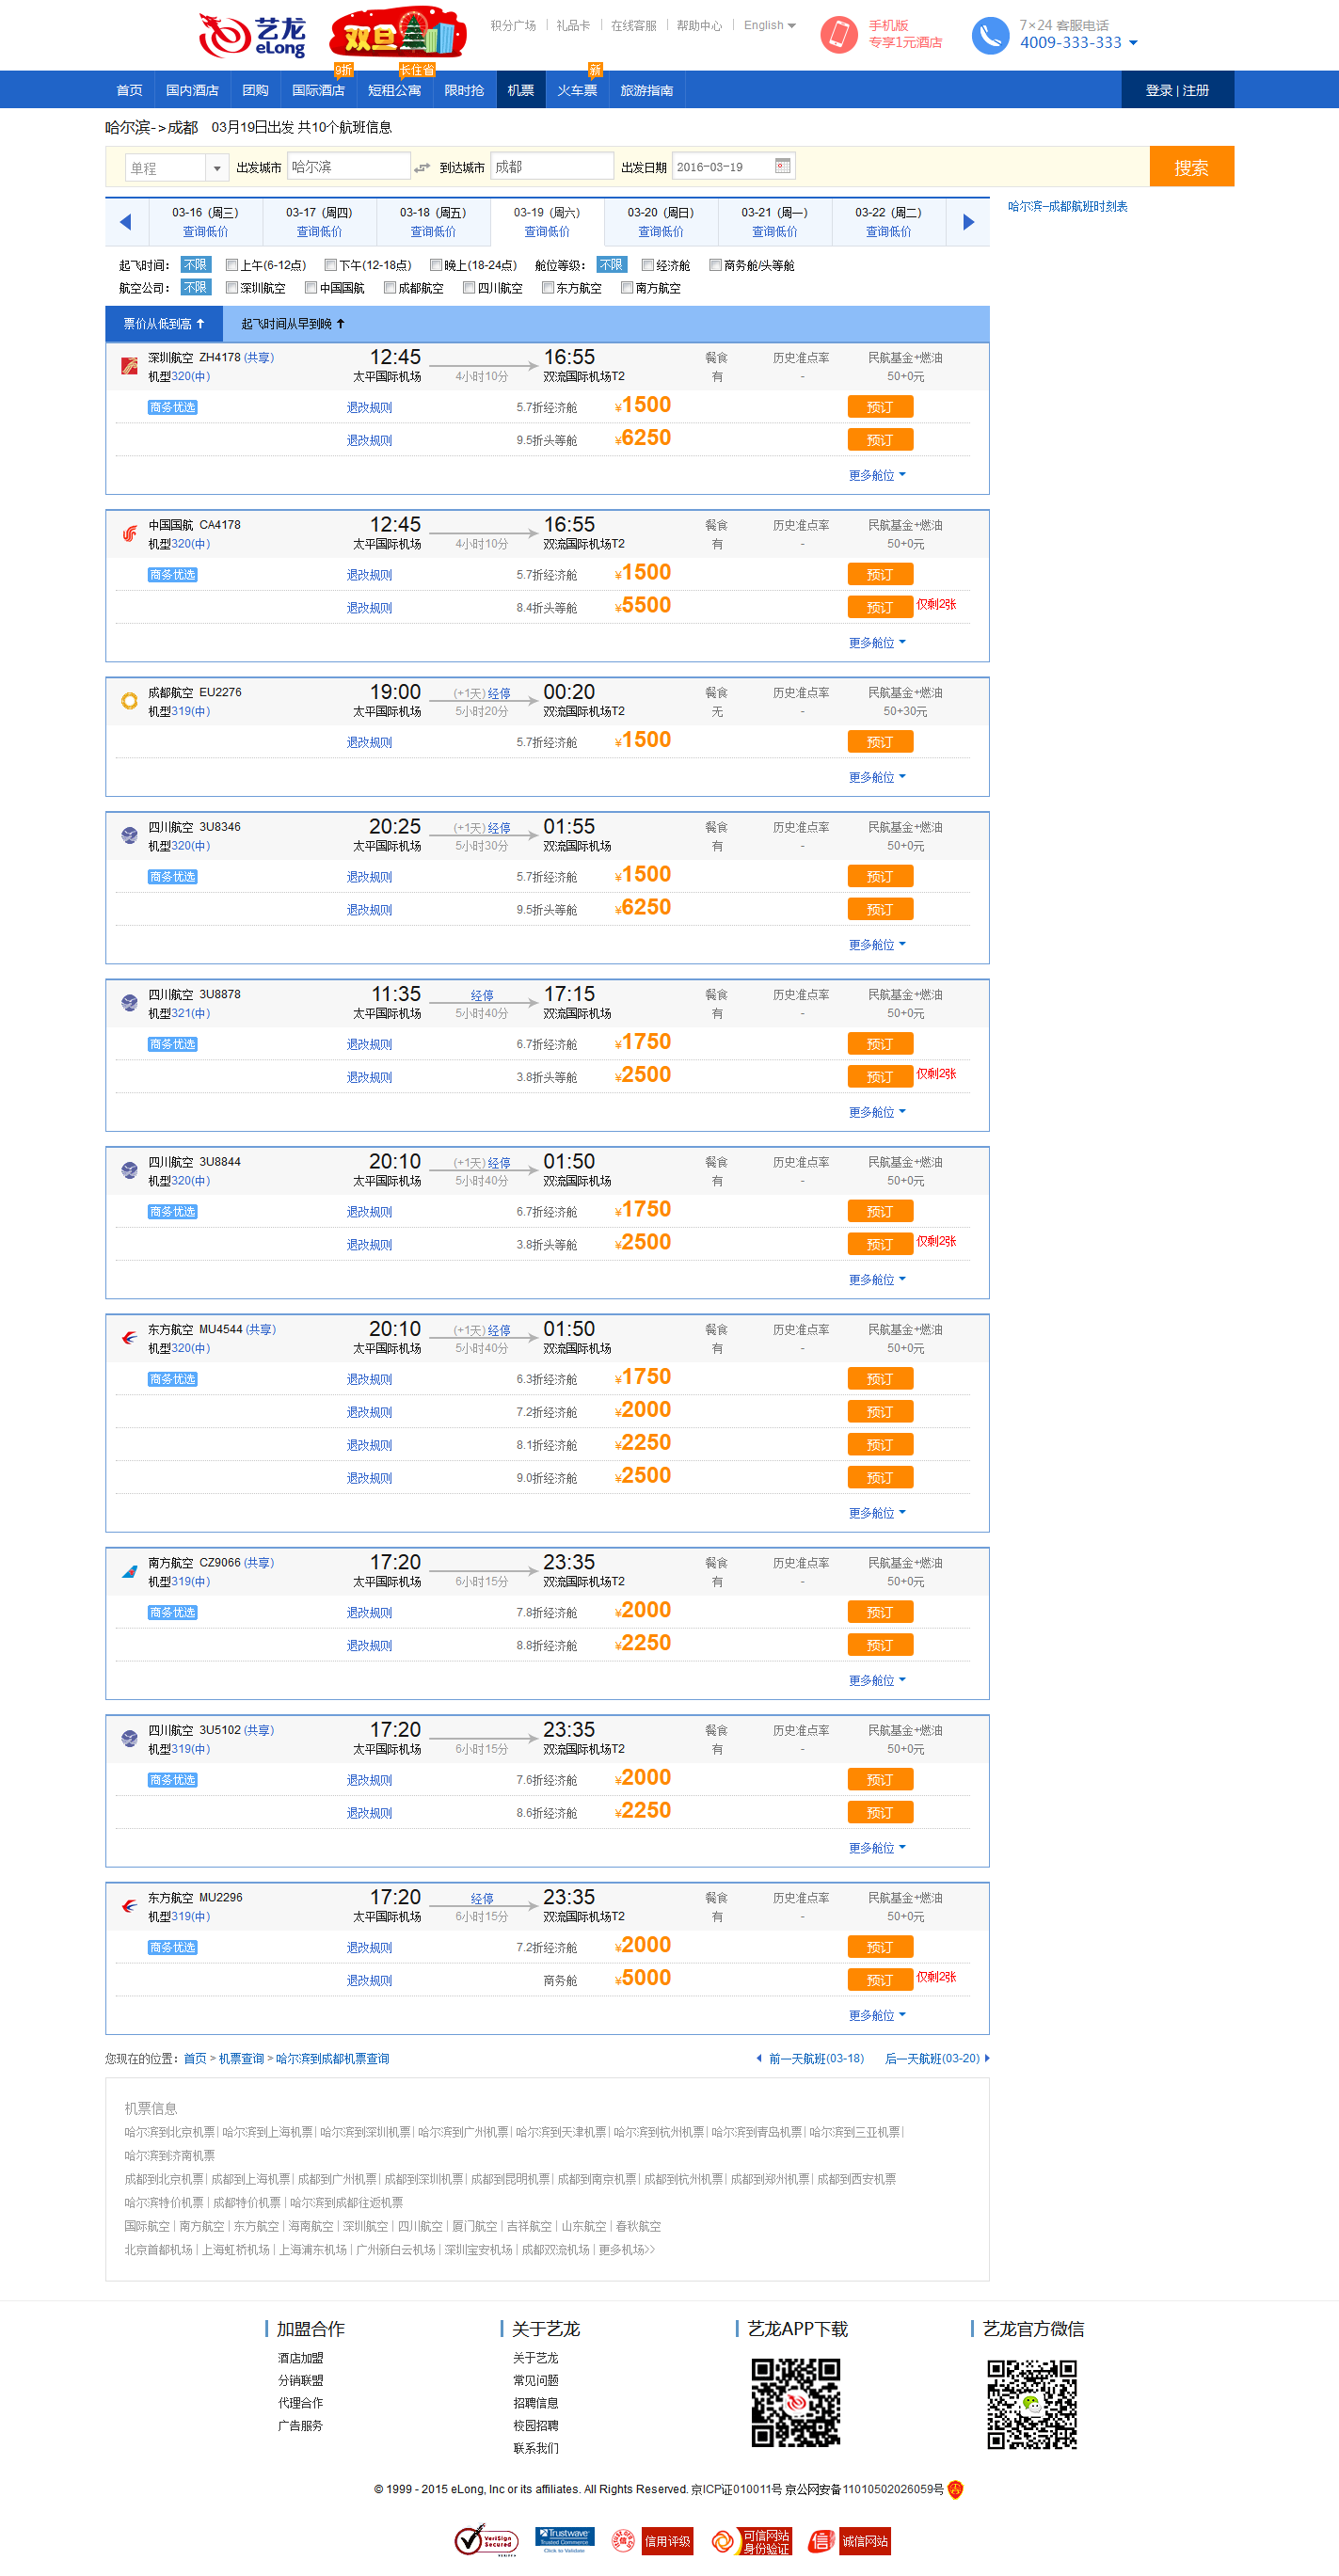 艺龙 eLong 双旦 积分广场 礼品卡 在线客服 帮助中心 English 手机版 专享1元酒店 7×24 客服电话 4009-333-333
9折 长住省 新
首页 国内酒店 团购 国际酒店 短租公寓 限时抢 机票 火车票 旅游指南 登录 | 注册
哈尔滨->成都 03月19日出发 共10个航班信息
单程 出发城市 哈尔滨 到达城市 成都 出发日期 2016-03-19 搜索
03-16 (周三) 03-17 (周四) 03-18 (周五) 03-19 (周六) 03-20 (周日) 03-21 (周一) 03-22 (周二) 哈尔滨-成都航班时刻表
查询低价 查询低价 查询低价 查询低价 查询低价 查询低价 查询低价
起飞时间： 不限 上午(6-12点) 下午(12-18点) 晚上(18-24点) 舱位等级： 不限 经济舱 商务舱/头等舱
航空公司： 不限 深圳航空 中国国航 成都航空 四川航空 东方航空 南方航空
票价从低到高 起飞时间从早到晚
深圳航空 ZH4178 (共享) 12:45 16:55 餐食 历史准点率 民航基金+燃油
机型320(中) 太平国际机场 4小时10分 双流国际机场T2 有 - 50+0元
商务优选 退改规则 5.7折经济舱 ¥1500 预订
退改规则 9.5折头等舱 ¥6250 预订
更多舱位
中国国航 CA4178 12:45 16:55 餐食 历史准点率 民航基金+燃油
机型320(中) 太平国际机场 4小时10分 双流国际机场T2 有 - 50+0元
商务优选 退改规则 5.7折经济舱 ¥1500 预订
退改规则 8.4折头等舱 ¥5500 预订 仅剩2张
更多舱位
成都航空 EU2276 19:00 (+1天) 经停 00:20 餐食 历史准点率 民航基金+燃油
机型319(中) 太平国际机场 5小时20分 双流国际机场T2 无 - 50+30元
退改规则 5.7折经济舱 ¥1500 预订
更多舱位
四川航空 3U8346 20:25 (+1天) 经停 01:55 餐食 历史准点率 民航基金+燃油
机型320(中) 太平国际机场 5小时30分 双流国际机场 有 - 50+0元
商务优选 退改规则 5.7折经济舱 ¥1500 预订
退改规则 9.5折头等舱 ¥6250 预订
更多舱位
四川航空 3U8878 11:35 经停 17:15 餐食 历史准点率 民航基金+燃油
机型321(中) 太平国际机场 5小时40分 双流国际机场 有 - 50+0元
商务优选 退改规则 6.7折经济舱 ¥1750 预订
退改规则 3.8折头等舱 ¥2500 预订 仅剩2张
更多舱位
四川航空 3U8844 20:10 (+1天) 经停 01:50 餐食 历史准点率 民航基金+燃油
机型320(中) 太平国际机场 5小时40分 双流国际机场 有 - 50+0元
商务优选 退改规则 6.7折经济舱 ¥1750 预订
退改规则 3.8折头等舱 ¥2500 预订 仅剩2张
更多舱位
东方航空 MU4544 (共享) 20:10 (+1天) 经停 01:50 餐食 历史准点率 民航基金+燃油
机型320(中) 太平国际机场 5小时40分 双流国际机场 有 - 50+0元
商务优选 退改规则 6.3折经济舱 ¥1750 预订
退改规则 7.2折经济舱 ¥2000 预订
退改规则 8.1折经济舱 ¥2250 预订
退改规则 9.0折经济舱 ¥2500 预订
更多舱位
南方航空 CZ9066 (共享) 17:20 23:35 餐食 历史准点率 民航基金+燃油
机型319(中) 太平国际机场 6小时15分 双流国际机场T2 有 - 50+0元
商务优选 退改规则 7.8折经济舱 ¥2000 预订
退改规则 8.8折经济舱 ¥2250 预订
更多舱位
四川航空 3U5102 (共享) 17:20 23:35 餐食 历史准点率 民航基金+燃油
机型319(中) 太平国际机场 6小时15分 双流国际机场T2 有 - 50+0元
商务优选 退改规则 7.6折经济舱 ¥2000 预订
退改规则 8.6折经济舱 ¥2250 预订
更多舱位
东方航空 MU2296 17:20 经停 23:35 餐食 历史准点率 民航基金+燃油
机型319(中) 太平国际机场 6小时15分 双流国际机场T2 有 - 50+0元
商务优选 退改规则 7.2折经济舱 ¥2000 预订
退改规则 商务舱 ¥5000 预订 仅剩2张
更多舱位
您现在的位置：首页 > 机票查询 > 哈尔滨到成都机票查询 前一天航班(03-18) 后一天航班(03-20)
机票信息
哈尔滨到北京机票| 哈尔滨到上海机票| 哈尔滨到深圳机票| 哈尔滨到广州机票| 哈尔滨到天津机票| 哈尔滨到杭州机票| 哈尔滨到青岛机票| 哈尔滨到三亚机票|
哈尔滨到济南机票
成都到北京机票| 成都到上海机票| 成都到广州机票| 成都到深圳机票| 成都到昆明机票| 成都到南京机票| 成都到杭州机票| 成都到郑州机票| 成都到西安机票
哈尔滨特价机票 | 成都特价机票 | 哈尔滨到成都往返机票
国际航空 | 南方航空 | 东方航空 | 海南航空 | 深圳航空 | 四川航空 | 厦门航空 | 吉祥航空 | 山东航空 | 春秋航空
北京首都机场 | 上海虹桥机场 | 上海浦东机场 | 广州新白云机场 | 深圳宝安机场 | 成都双流机场 | 更多机场>>
加盟合作 关于艺龙 艺龙APP下载 艺龙官方微信
酒店加盟 关于艺龙
分销联盟 常见问题
代理合作 招聘信息
广告服务 校园招聘
联系我们
© 1999 - 2015 eLong, Inc or its affiliates. All Rights Reserved. 京ICP证010011号 京公网安备11010502026059号
VeriSign Secured Trustwave Trusted Commerce Click to Validate 信用评级 可信网站 身份验证 信 诚信网站